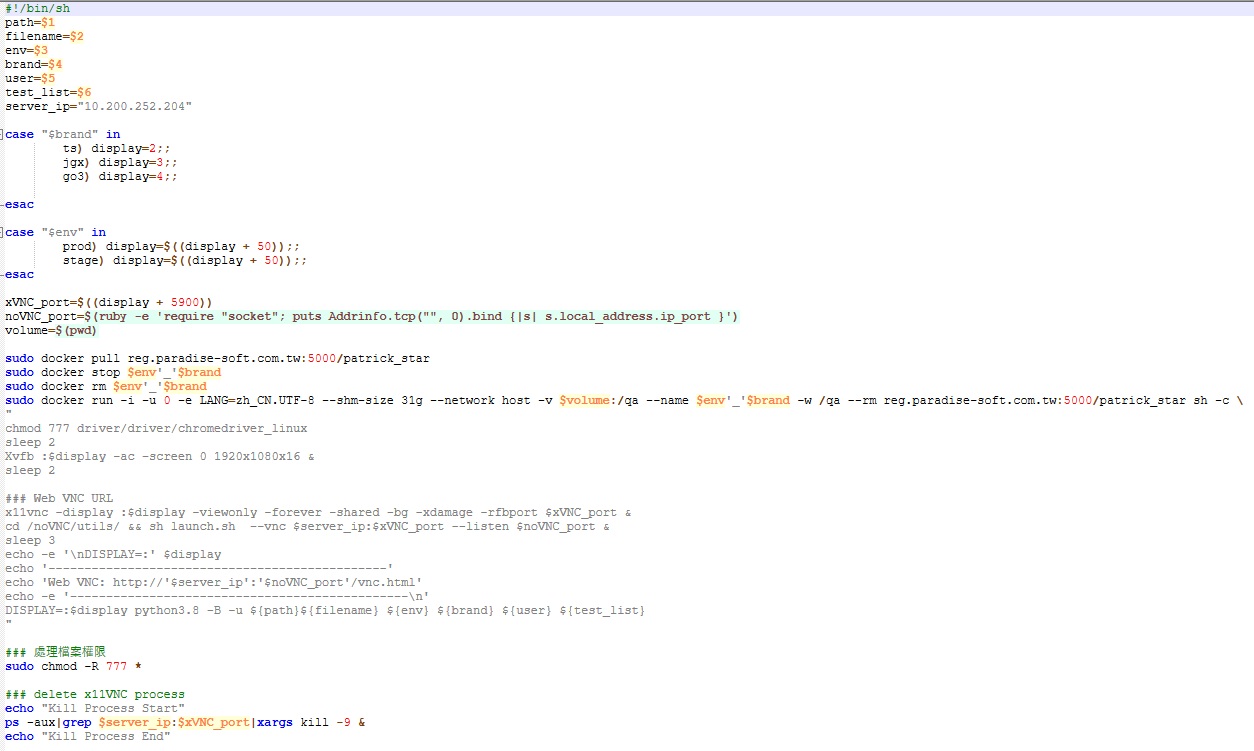 #!/bin/sh
path=$1
filename=$2
env=$3
brand=$4
user=$5
test_list=$6
server_ip="10.200.252.204"
case "$brand" in
ts) display=2;;
jgx) display=3;;
go3) display=4;;
esac
case "$env" in
prod) display=$((display + 50));;
stage) display=$((display + 50));;
esac
xVNC_port=$((display + 5900))
noVNC_port=$(ruby -e 'require "socket"; puts Addrinfo.tcp("", 0).bind {|s| s.local_address.ip_port }')
volume=$(pwd)
sudo docker pull reg.paradise-soft.com.tw:5000/patrick_star
sudo docker stop $env'_'$brand
sudo docker rm $env'_'$brand
sudo docker run -i -u 0 -e LANG=zh_CN.UTF-8 --shm-size 31g --network host -v $volume:/qa --name $env'_'$brand -w /qa --rm reg.paradise-soft.com.tw:5000/patrick_star sh -c \
"
chmod 777 driver/driver/chromedriver_linux
sleep 2
Xvfb :$display -ac -screen 0 1920x1080x16 &
sleep 2
### Web VNC URL
x11vnc -display :$display -viewonly -forever -shared -bg -xdamage -rfbport $xVNC_port &
cd /noVNC/utils/ && sh launch.sh  --vnc $server_ip:$xVNC_port --listen $noVNC_port &
sleep 3
echo -e '\nDISPLAY=:' $display
echo '-----------------------------------------------'
echo 'Web VNC: http://'$server_ip':'$noVNC_port'/vnc.html'
echo -e '-----------------------------------------------\n'
DISPLAY=:$display python3.8 -B -u ${path}${filename} ${env} ${brand} ${user} ${test_list}
"
### 處理檔案權限
sudo chmod -R 777 *
### delete x11VNC process
echo "Kill Process Start"
ps -aux|grep $server_ip:$xVNC_port|xargs kill -9 &
echo "Kill Process End"